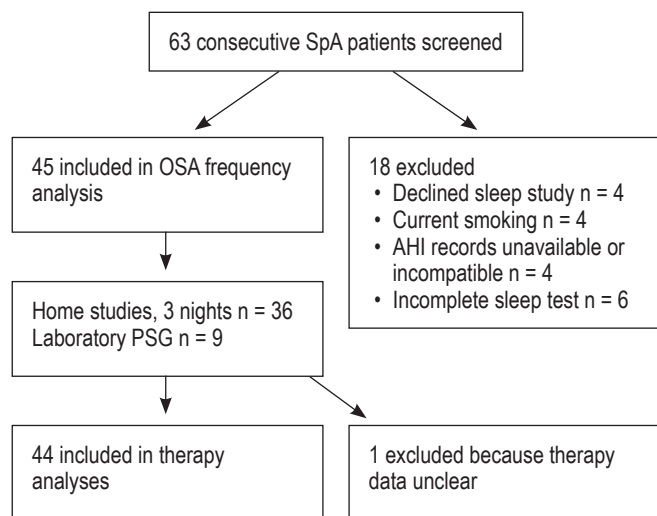 63 consecutive SpA patients screened
45 included in OSA frequency
analysis
18 excluded
• Declined sleep study n = 4
• Current smoking n = 4
• AHI records unavailable or
incompatible n = 4
• Incomplete sleep test n = 6
Home studies, 3 nights n = 36
Laboratory PSG n = 9
44 included in therapy
analyses
1 excluded because therapy
data unclear